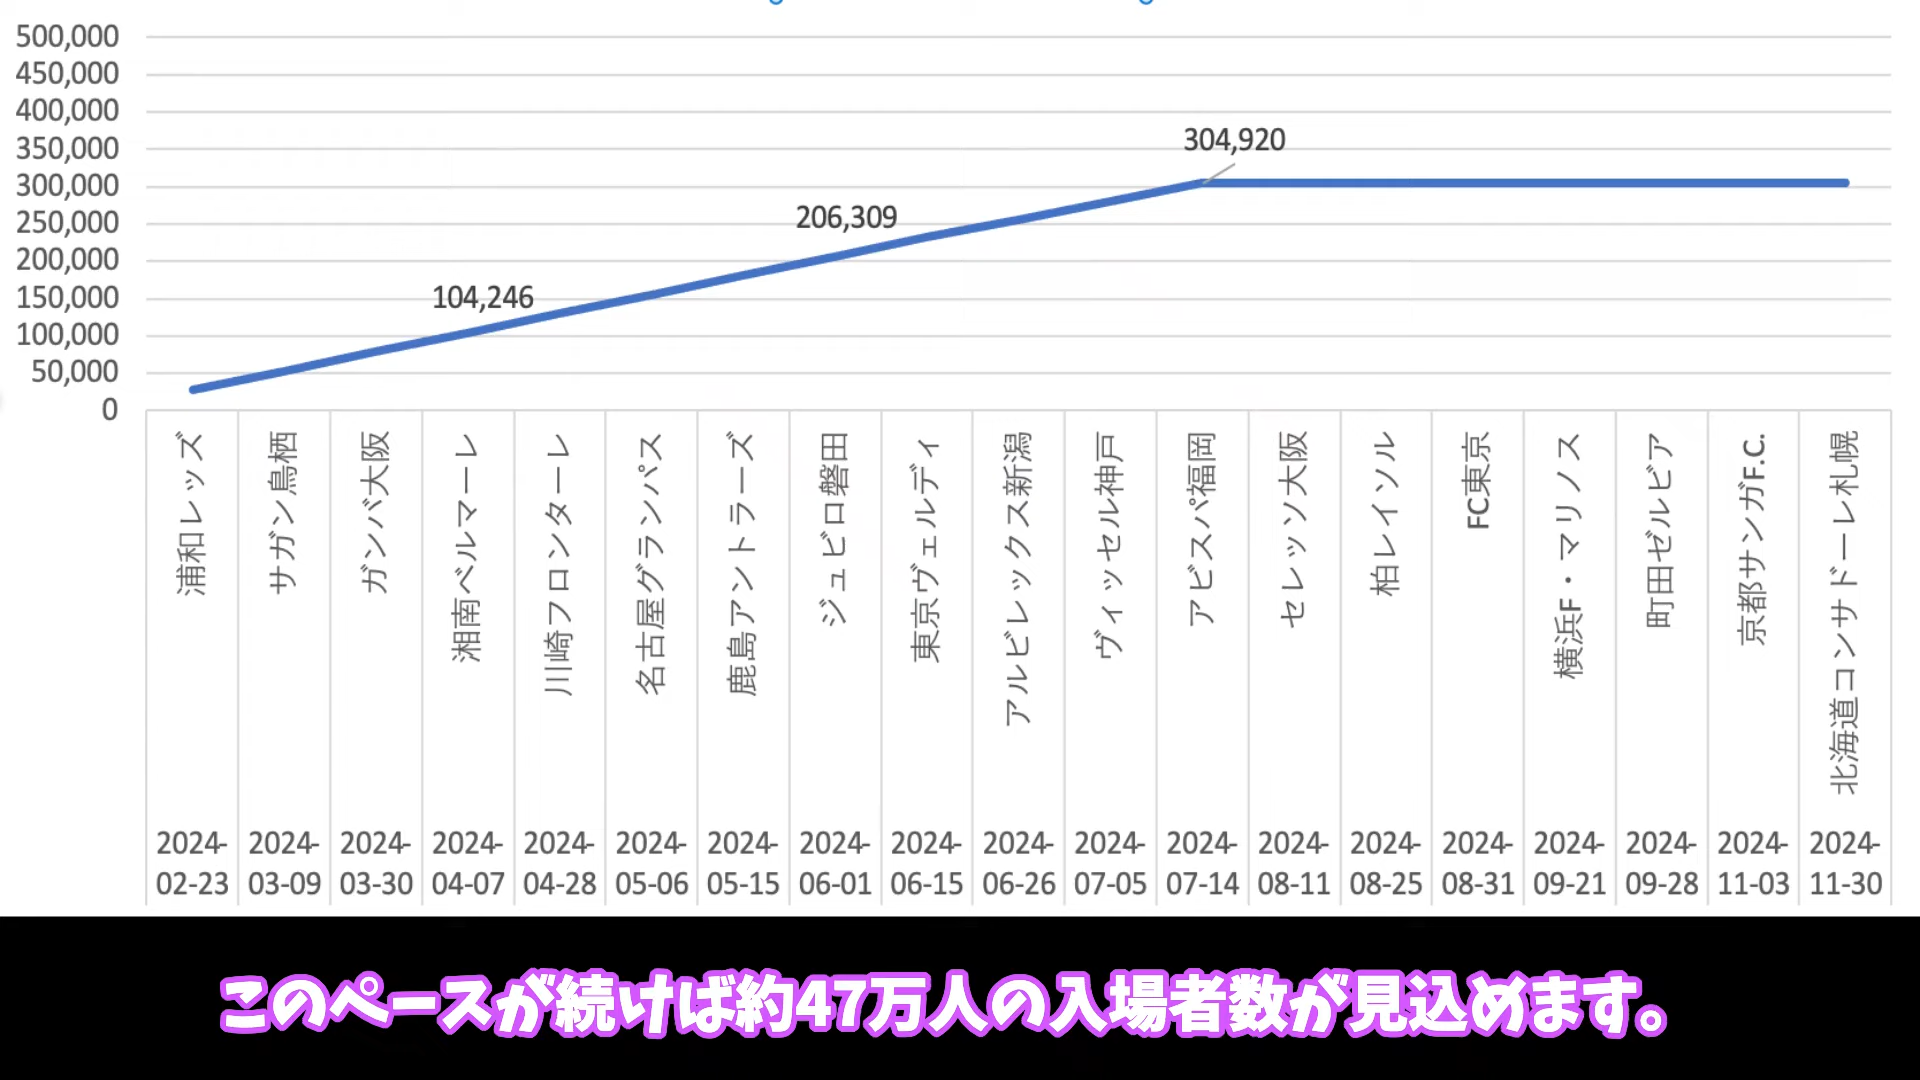 500,000
450,000
400,000
350,000
300,000
250,000
200,000
150,000
100,000
50,000
0
104,246
206,309
304,920
浦和レッズ
サガン鳥栖
ガンバ大阪
湘南ベルマーレ
川崎フロンターレ
名古屋グランパス
鹿島アントラーズ
ジュビロ磐田
東京ヴェルディ
アルビレックス新潟
ヴィッセル神戸
アビスパ福岡
セレッソ大阪
柏レイソル
FC東京
横浜F・マリノス
町田ゼルビア
京都サンガF.C.
北海道コンサドーレ札幌
2024-02-23
2024-03-09
2024-03-30
2024-04-07
2024-04-28
2024-05-06
2024-05-15
2024-06-01
2024-06-15
2024-06-26
2024-07-05
2024-07-14
2024-08-11
2024-08-25
2024-08-31
2024-09-21
2024-09-28
2024-11-03
2024-11-30
このペースが続けば約47万人の入場者数が見込めます。